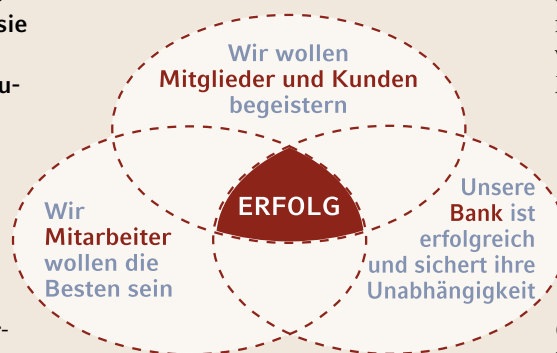 sie
u-
Wir wollen
Mitglieder und Kunden
begeistern
ERFOLG
Wir
Mitarbeiter
wollen die
Besten sein
Unsere
Bank ist
erfolgreich
und sichert ihre
Unabhängigkeit